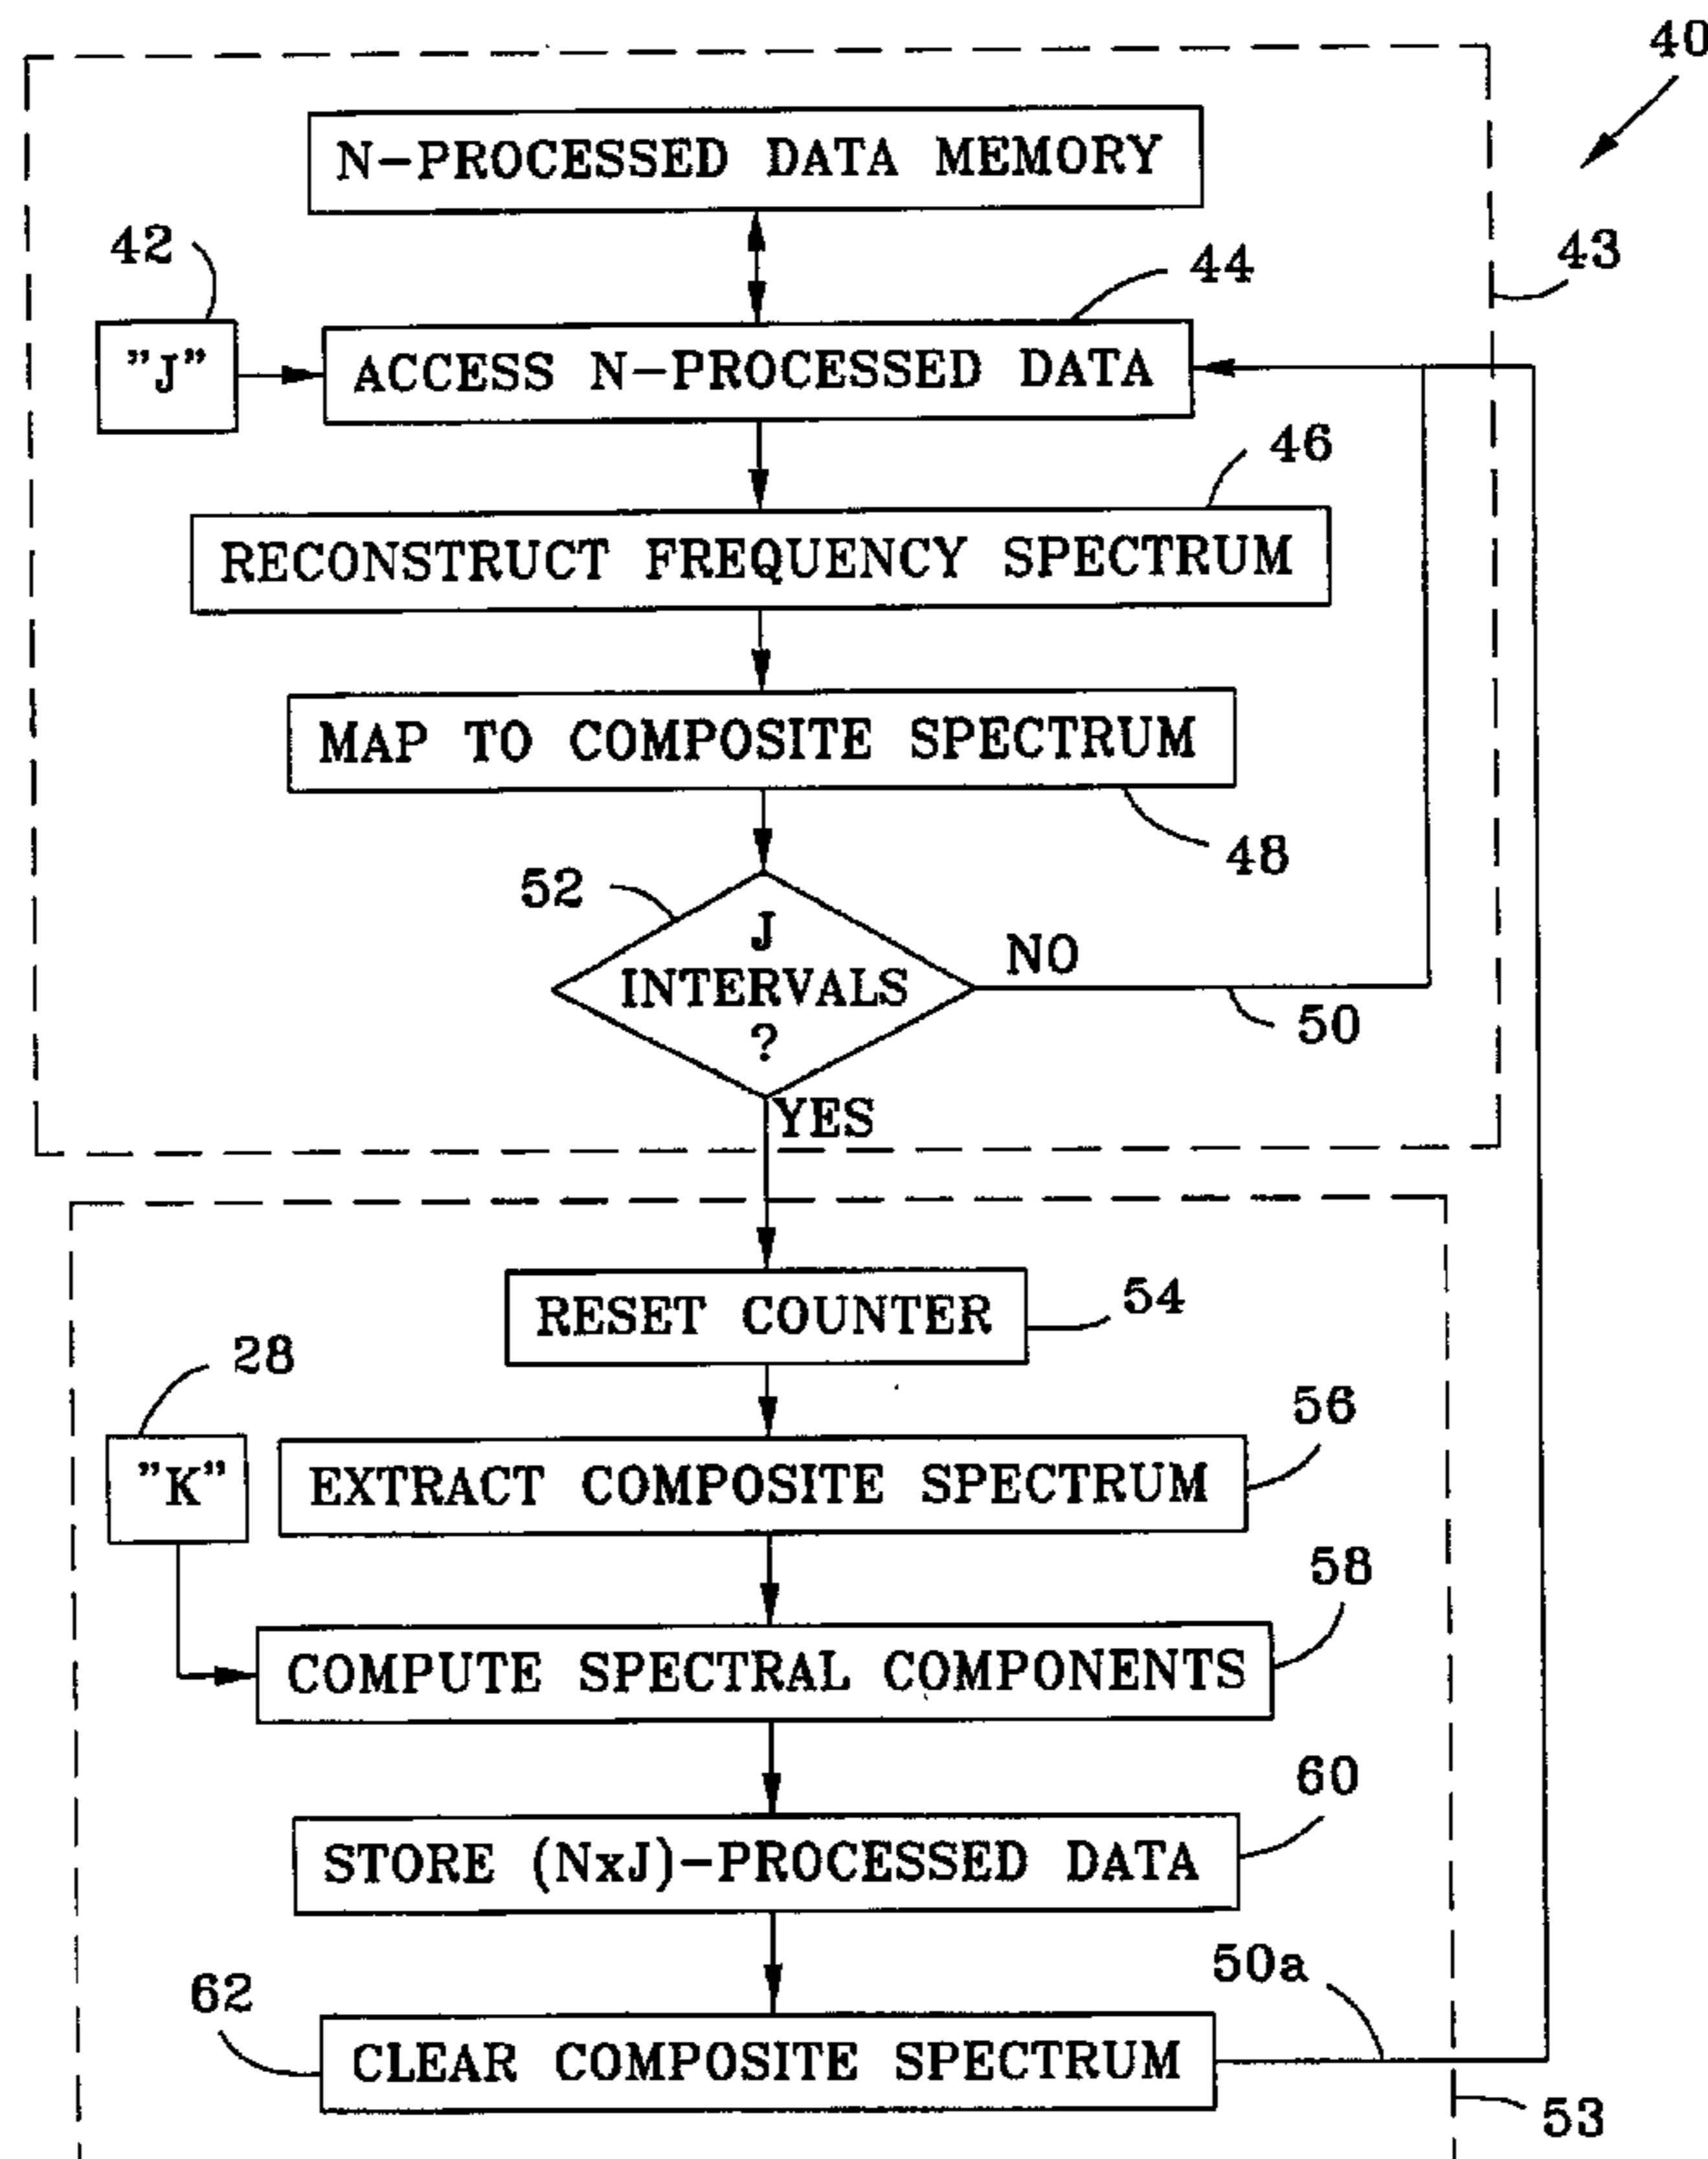 40
N-PROCESSED DATA MEMORY
42
44
43
"J"
ACCESS N-PROCESSED DATA
46
RECONSTRUCT FREQUENCY SPECTRUM
MAP TO COMPOSITE SPECTRUM
48
52
J
INTERVALS
?
NO
50
YES
RESET COUNTER
54
28
56
"K"
EXTRACT COMPOSITE SPECTRUM
58
COMPUTE SPECTRAL COMPONENTS
60
STORE (NxJ)-PROCESSED DATA
50a
62
CLEAR COMPOSITE SPECTRUM
53